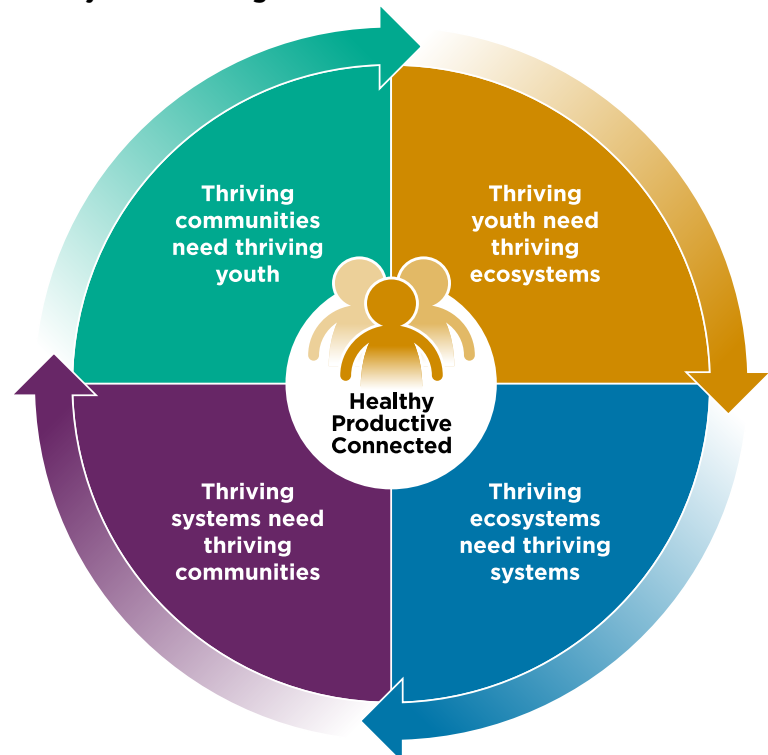 Thriving
communities
need thriving
youth
Thriving
youth need
thriving
ecosystems
Healthy
Productive
Connected
Thriving
systems need
thriving
communities
Thriving
ecosystems
need thriving
systems